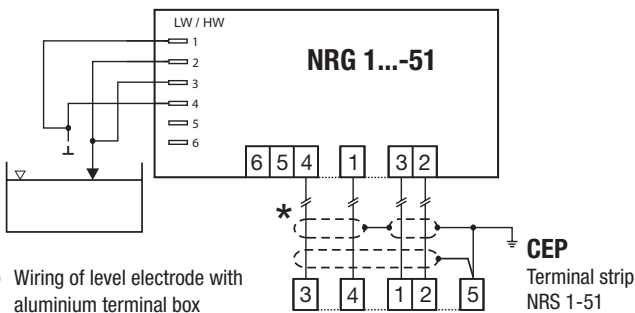 LW / HW
1
2
3
4
5
6
NRG 1...-51
6 5 4 1 3 2
*
CEP
Terminal strip
NRS 1-51
Wiring of level electrode with
aluminium terminal box
3 4 1 2 5